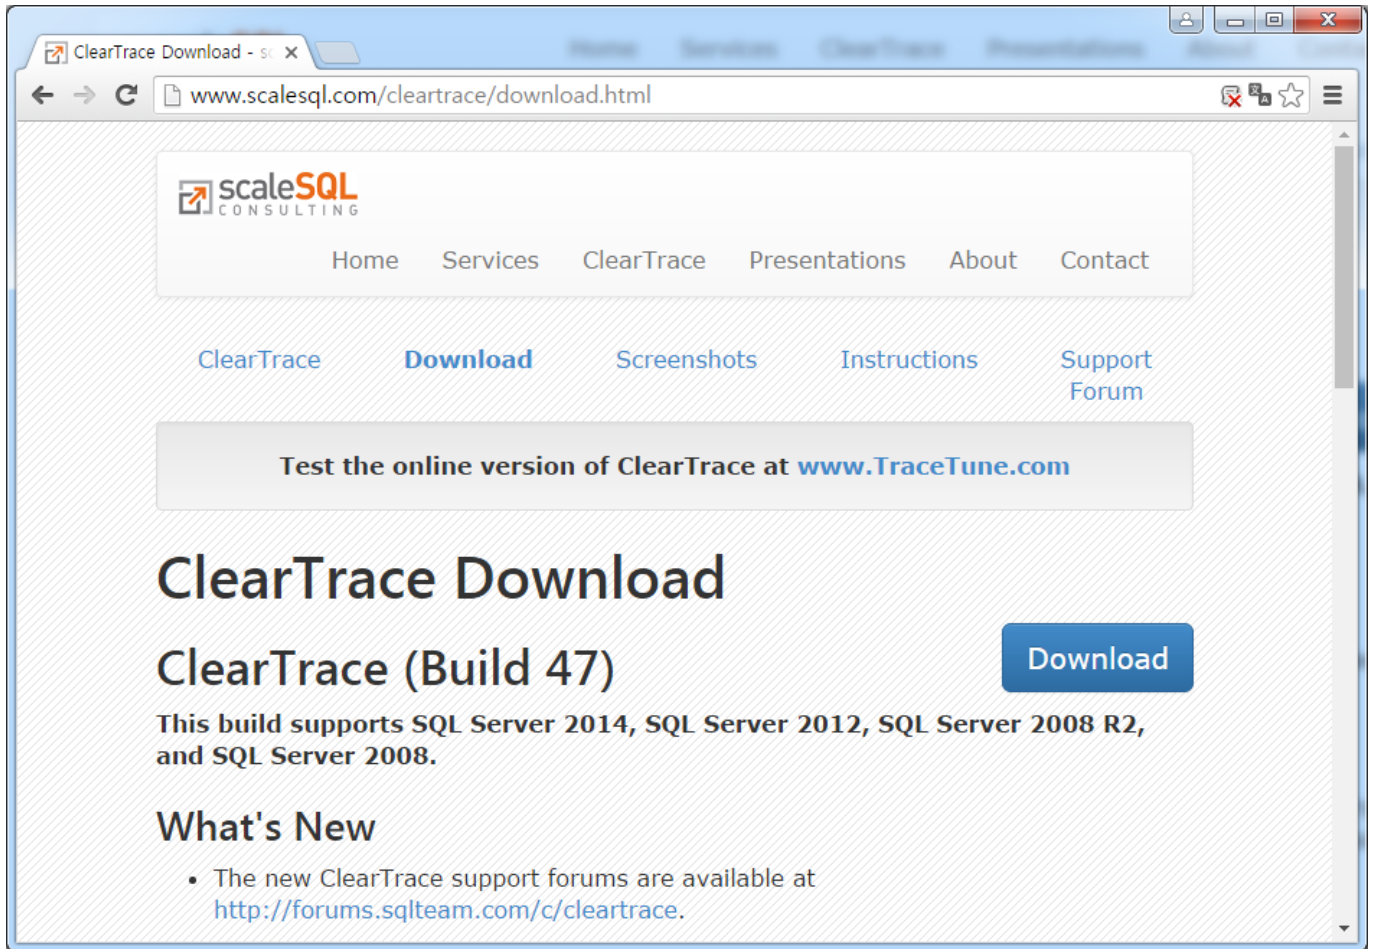 ClearTrace Download - sc
www.scalesql.com/cleartrace/download.html
scaleSQL
CONSULTING
Home Services ClearTrace Presentations About Contact
ClearTrace Download Screenshots Instructions Support Forum
Test the online version of ClearTrace at www.TraceTune.com
ClearTrace Download
ClearTrace (Build 47)
Download
This build supports SQL Server 2014, SQL Server 2012, SQL Server 2008 R2,
and SQL Server 2008.
What's New
• The new ClearTrace support forums are available at
http://forums.sqlteam.com/c/cleartrace.